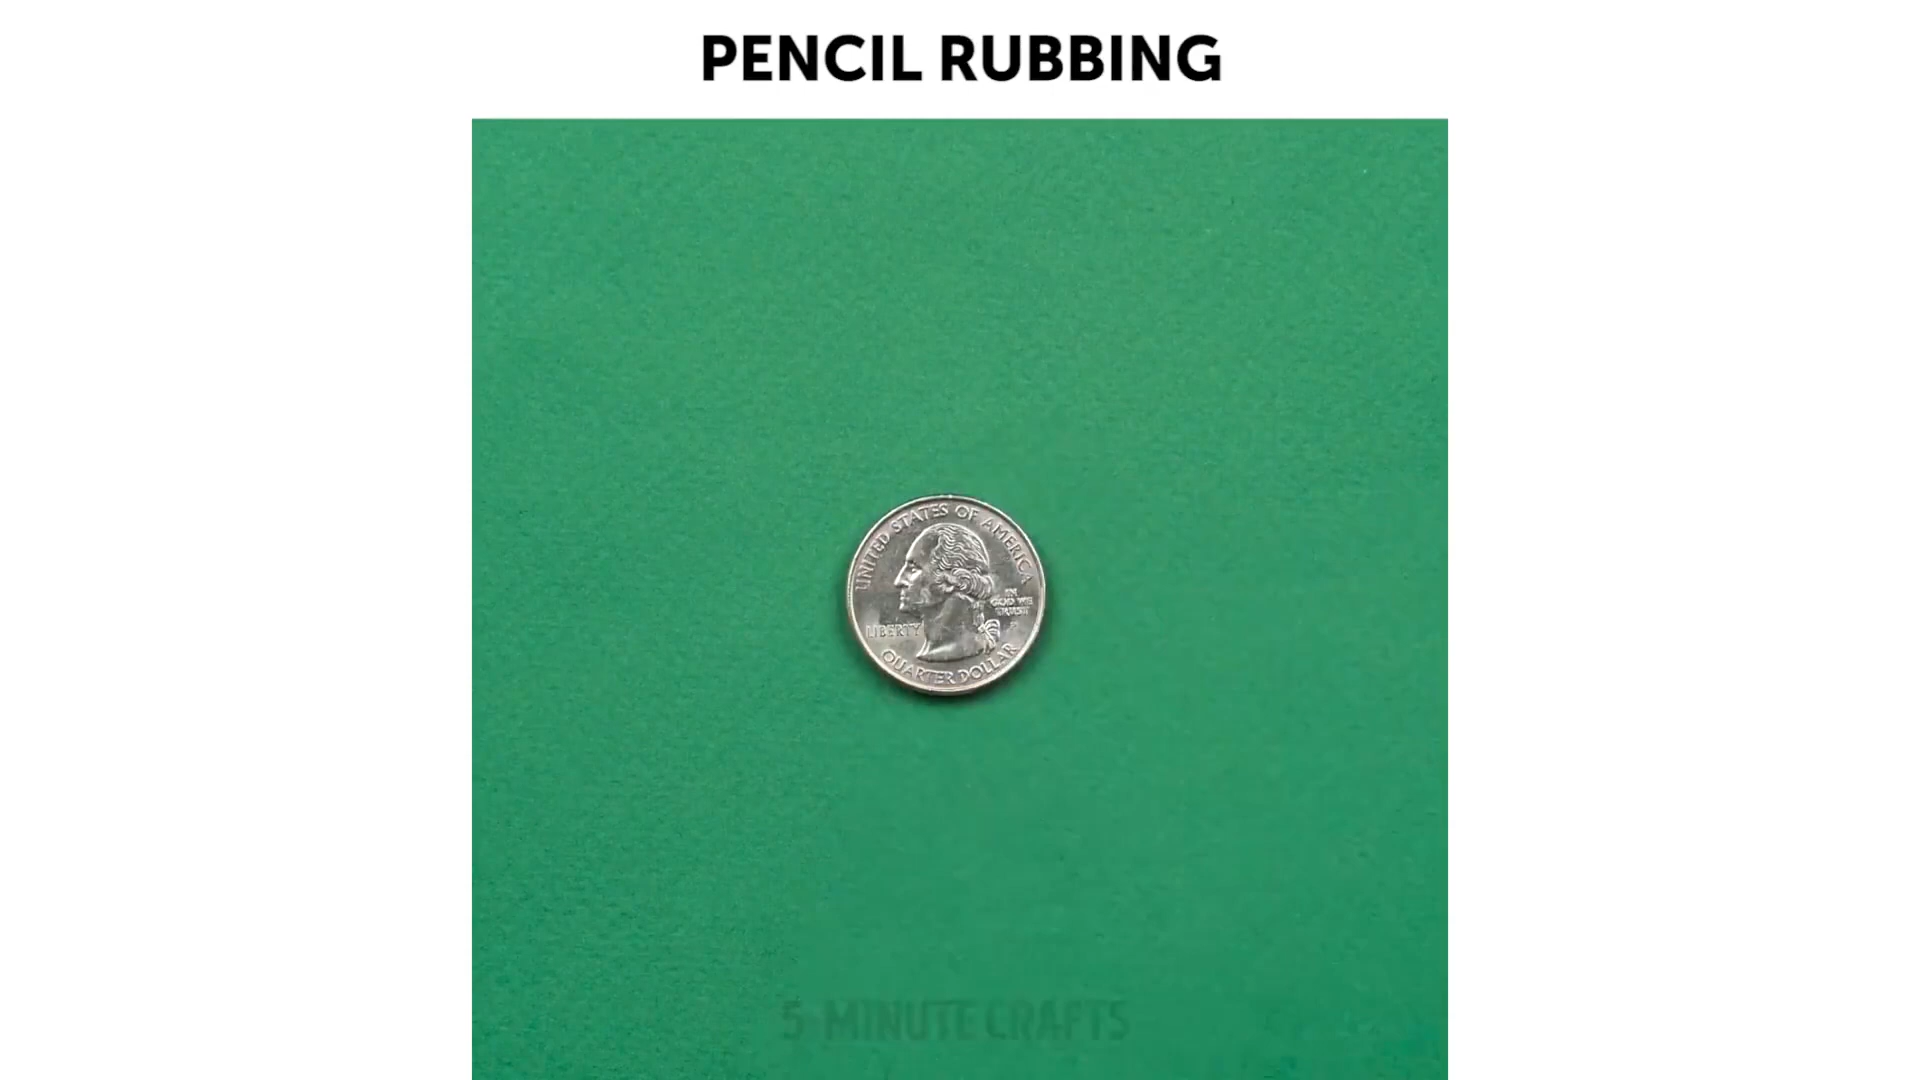 PENCIL RUBBING
UNITED STATES OF AMERICA
IN
GOD WE
TRUST
LIBERTY
QUARTER DOLLAR
5-MINUTE CRAFTS